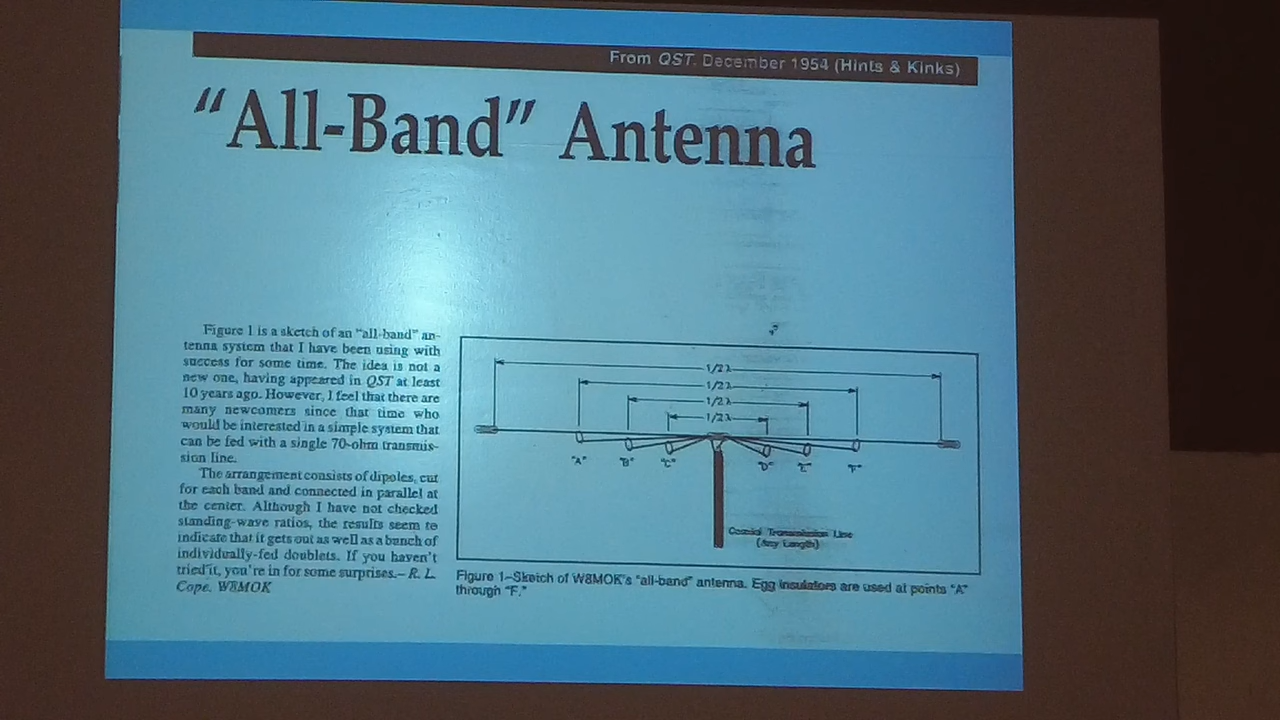 From QST, December 1954 (Hints & Kinks)
“All-Band” Antenna
Figure 1 is a sketch of an “all-band” an-
tenna system that I have been using with
success for some time. The idea is not a
new one, having appeared in QST at least
10 years ago. However, I feel that there are
many newcomers since that time who
would be interested in a simple system that
can be fed with a single 70-ohm transmis-
sion line.
The arrangement consists of dipoles, cut
for each band and connected in parallel at
the center. Although I have not checked
standing-wave ratios, the results seem to
indicate that it gets out as well as a bunch of
individually-fed doublets. If you haven't
tried it, you're in for some surprises.— R. L.
Cope, W8MOK
1/2 λ
1/2 λ
1/2 λ
1/2 λ
"A" "B" "C" "D" "E" "F"
Coaxial Transmission Line
(Any Length)
Figure 1–Sketch of W8MOK's "all-band" antenna. Egg insulators are used at points "A"
through "F."